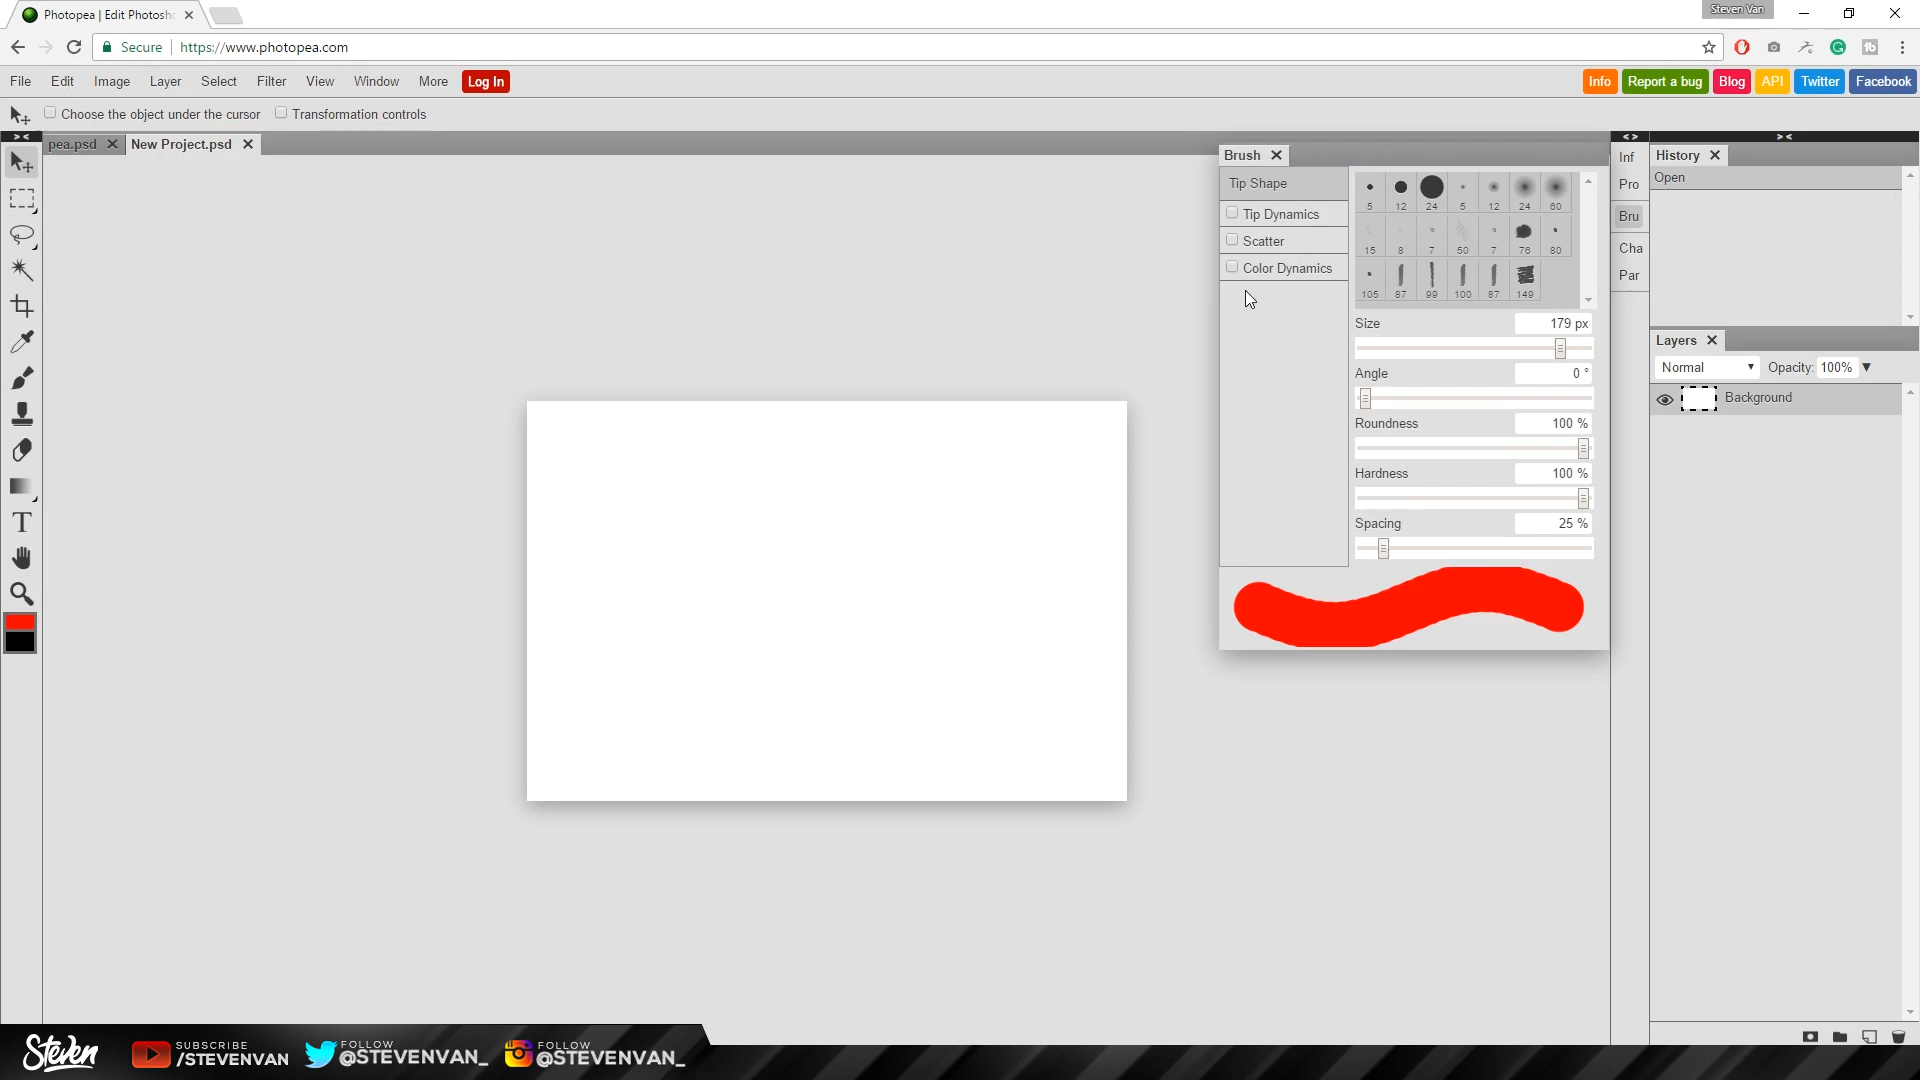 Photopea | Edit Photosh
Steven Van
Secure
https://www.photopea.com
File Edit Image Layer Select Filter View Window More Log In
Info Report a bug Blog API Twitter Facebook
Choose the object under the cursor Transformation controls
pea.psd New Project.psd
Brush
Tip Shape
Tip Dynamics
Scatter
Color Dynamics
5 12 24 5 12 24 60
15 8 7 50 7 76 80
105 87 99 100 87 149
Size 179 px
Angle 0 °
Roundness 100 %
Hardness 100 %
Spacing 25 %
Inf
Pro
Bru
Cha
Par
History
Open
Layers
Normal Opacity: 100%
Background
T
Steven
SUBSCRIBE
/STEVENVAN
FOLLOW
@STEVENVAN_
FOLLOW
@STEVENVAN_